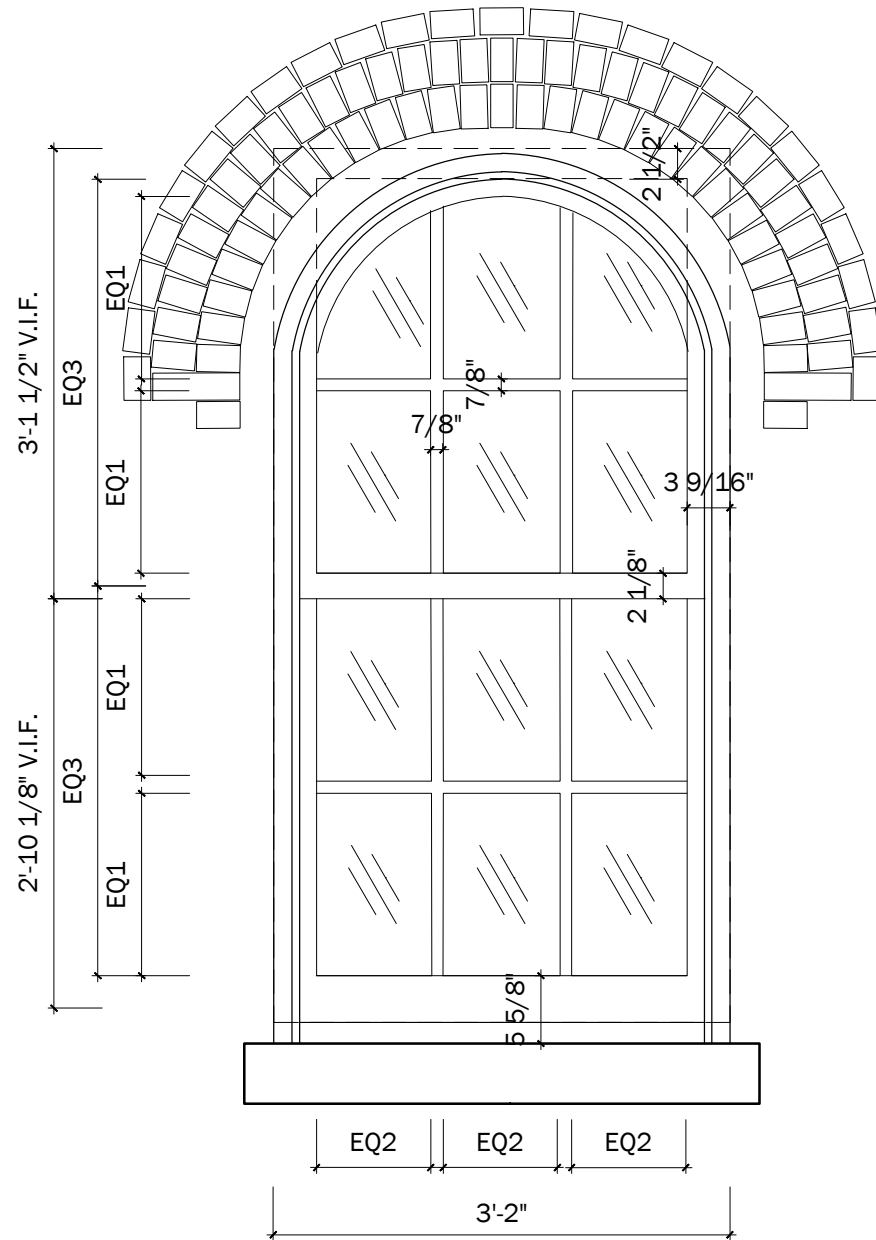 2 1/2"
EQ1
3'-1 1/2" V.I.F.
EQ3
7/8"
7/8"
EQ1
3 9/16"
2 1/8"
EQ1
2'-10 1/8" V.I.F.
EQ3
EQ1
5 5/8"
EQ2 EQ2 EQ2
3'-2"